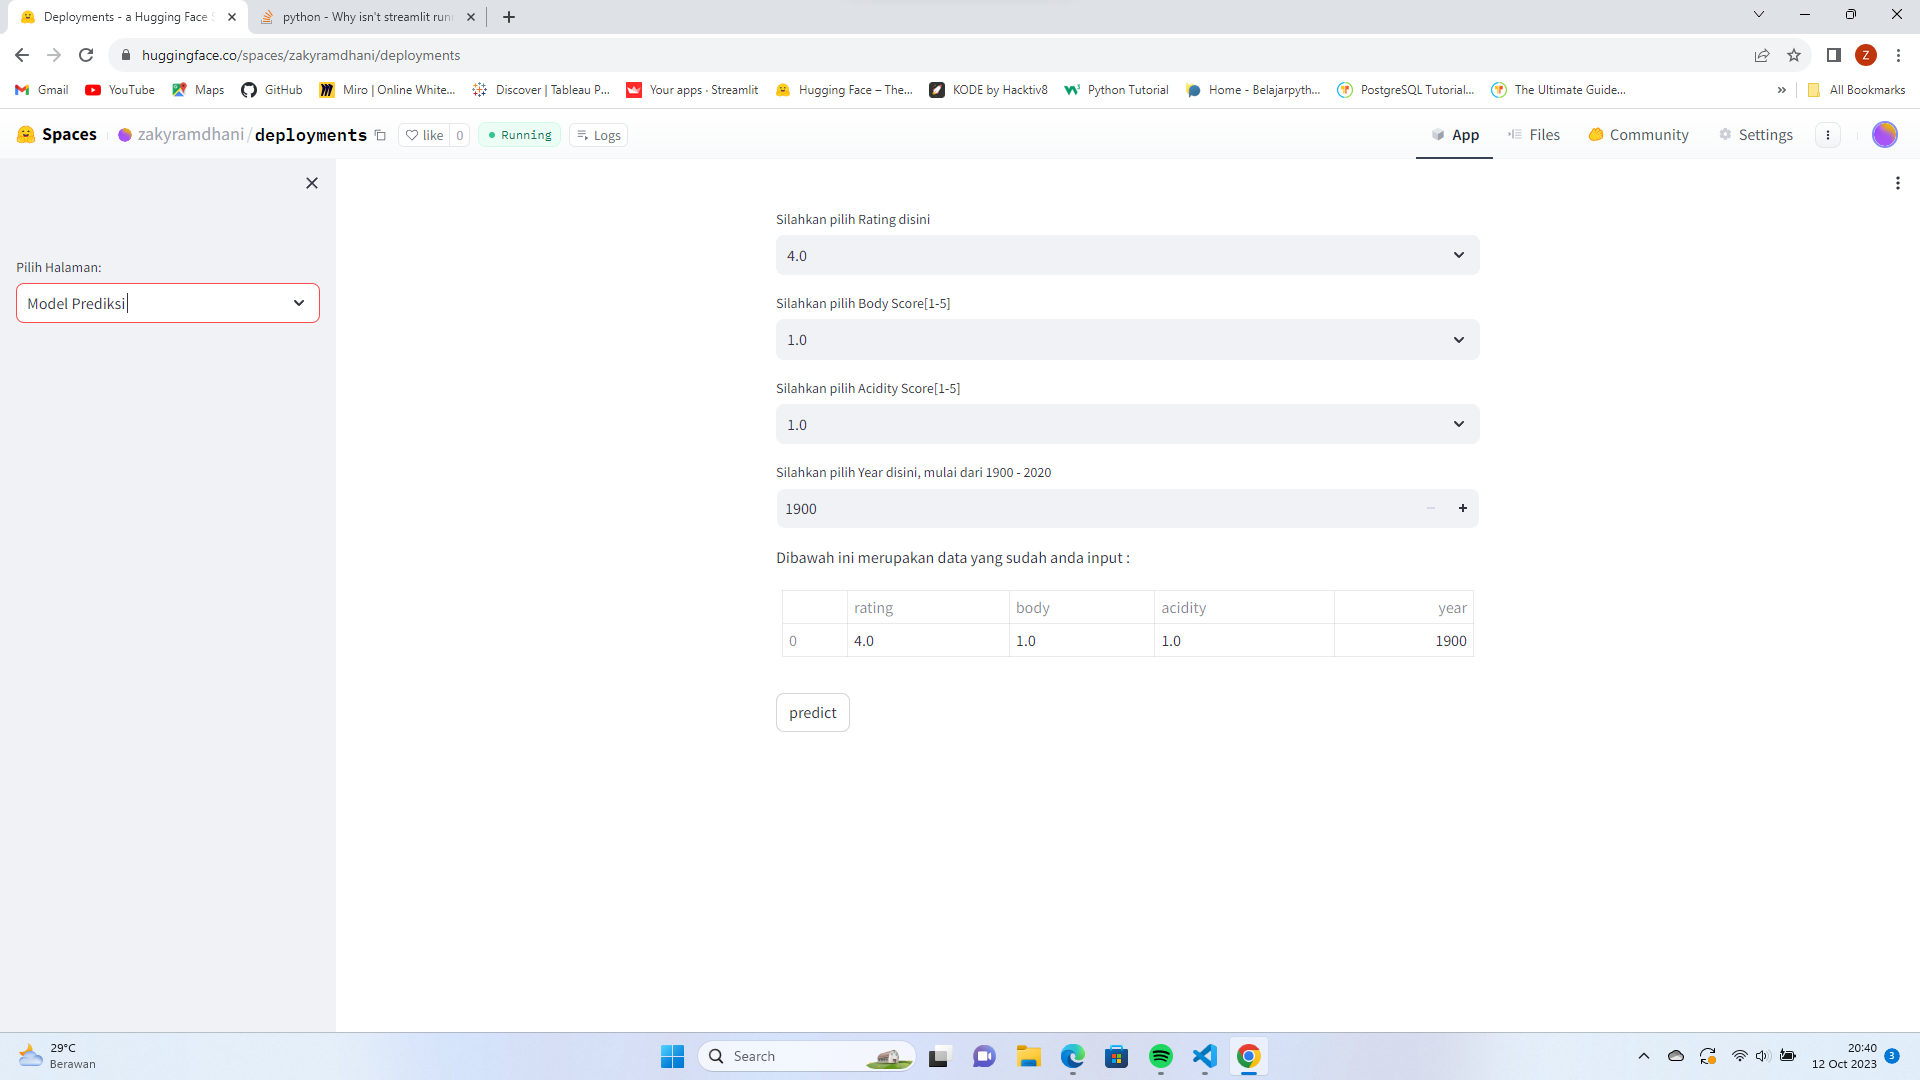 Deployments - a Hugging Face S
python - Why isn't streamlit run
huggingface.co/spaces/zakyramdhani/deployments
Z
Gmail YouTube Maps GitHub Miro | Online White... Discover | Tableau P... Your apps · Streamlit Hugging Face – The... KODE by Hacktiv8 Python Tutorial Home - Belajarpyth... PostgreSQL Tutorial... The Ultimate Guide... » All Bookmarks
Spaces zakyramdhani/deployments like 0 Running Logs App Files Community Settings
Pilih Halaman:
Model Prediksi
Silahkan pilih Rating disini
4.0
Silahkan pilih Body Score[1-5]
1.0
Silahkan pilih Acidity Score[1-5]
1.0
Silahkan pilih Year disini, mulai dari 1900 - 2020
1900
Dibawah ini merupakan data yang sudah anda input :
rating body acidity year
0 4.0 1.0 1.0 1900
predict
29°C
Berawan
Search
20:40
12 Oct 2023
3